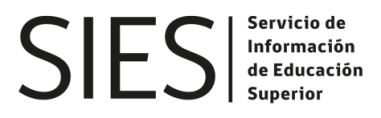 SIES
Servicio de
Información
de Educación
Superior